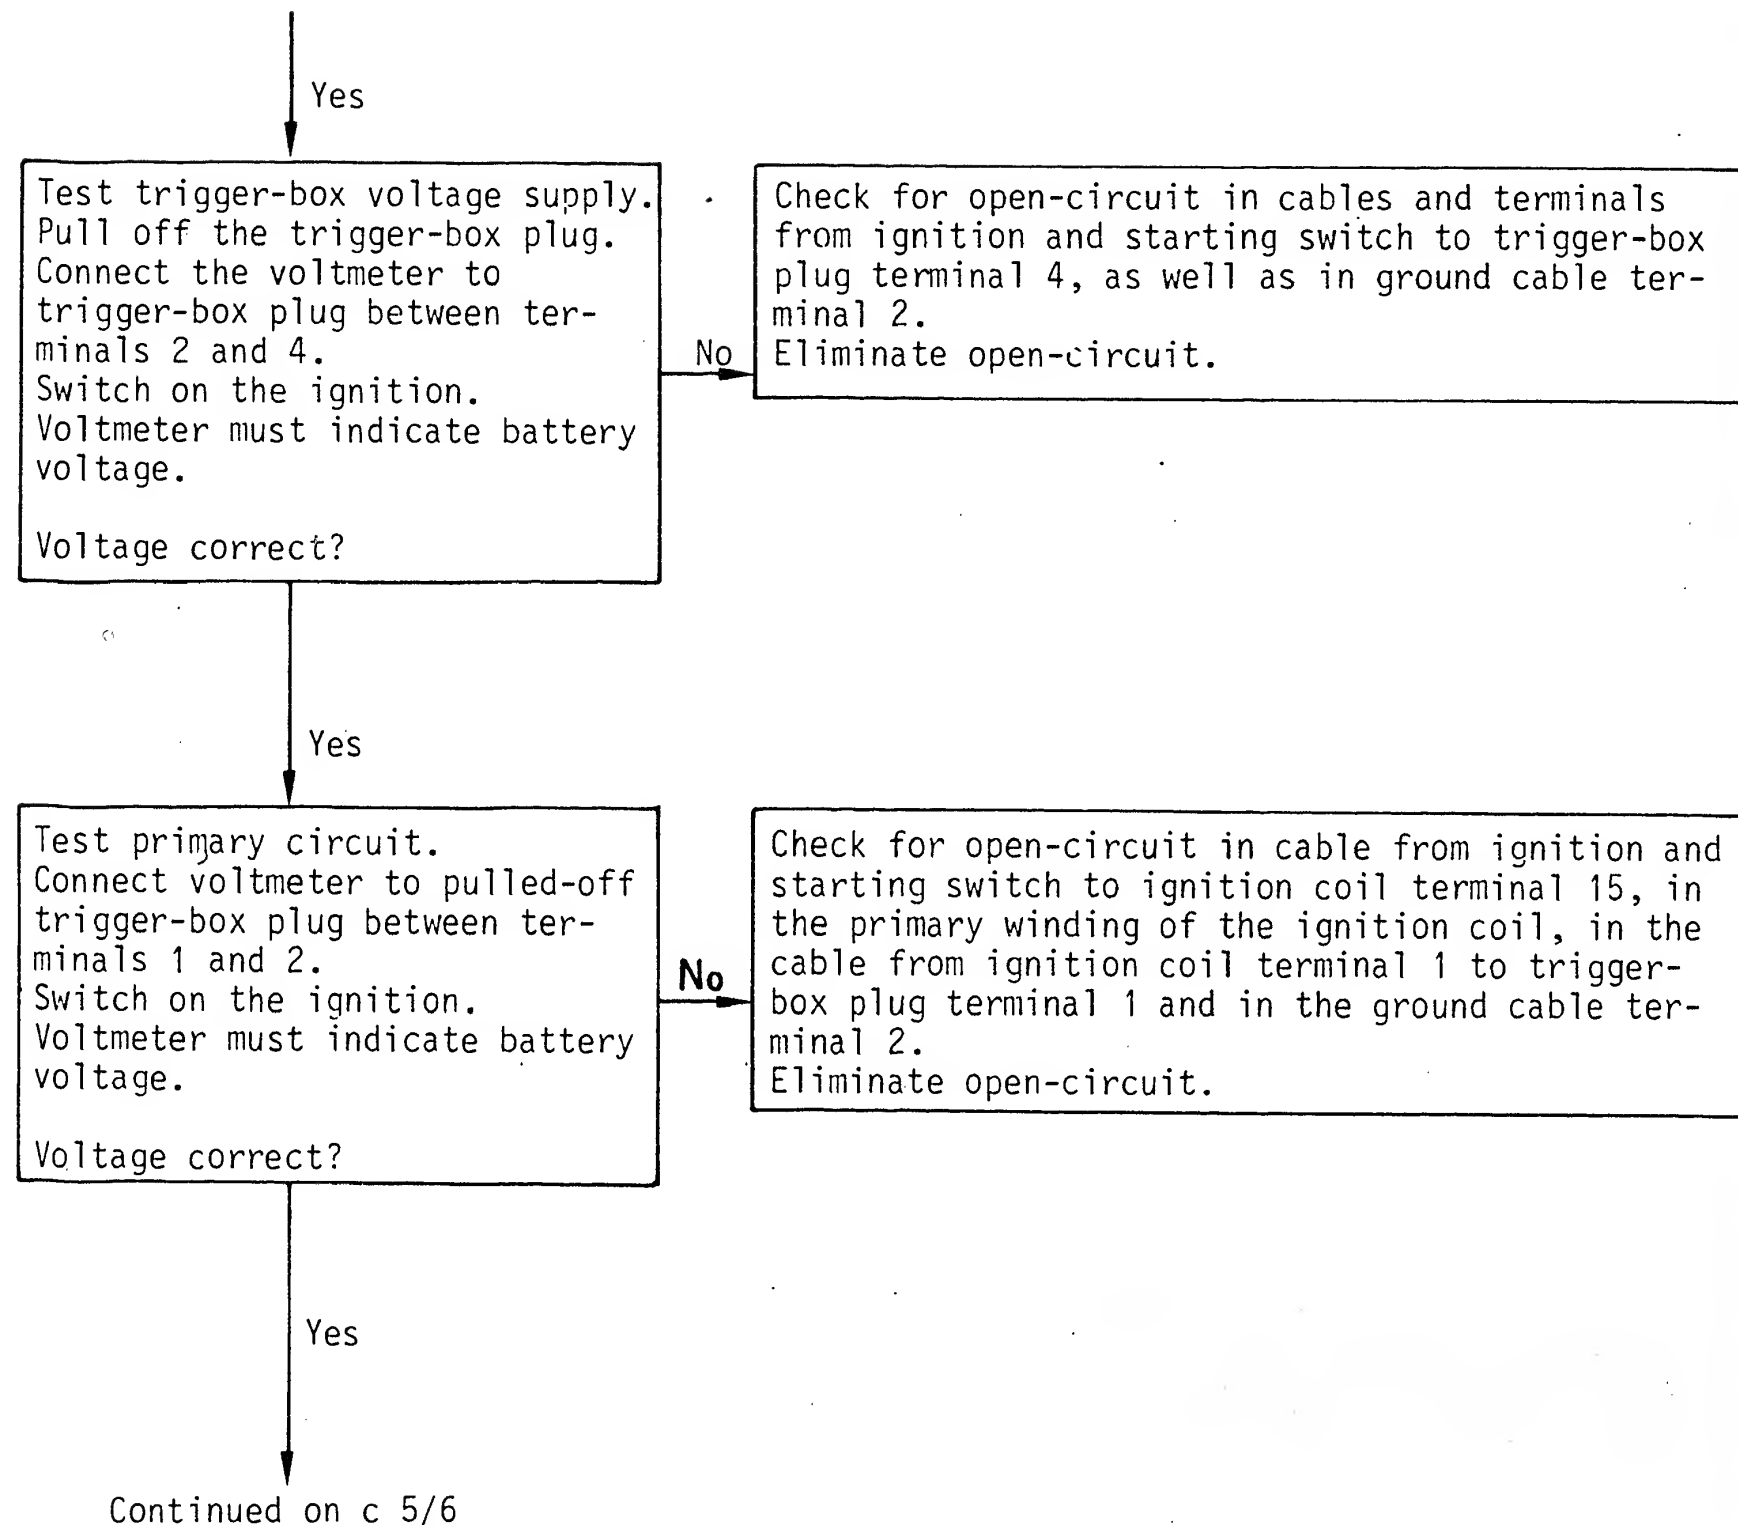 Yes
Test trigger-box voltage supply.
Pull off the trigger-box plug.
Connect the voltmeter to
trigger-box plug between ter-
minals 2 and 4.
Switch on the ignition.
Voltmeter must indicate battery
voltage.
Voltage correct?
No
Check for open-circuit in cables and terminals
from ignition and starting switch to trigger-box
plug terminal 4, as well as in ground cable ter-
minal 2.
Eliminate open-circuit.
Yes
Test primary circuit.
Connect voltmeter to pulled-off
trigger-box plug between ter-
minals 1 and 2.
Switch on the ignition.
Voltmeter must indicate battery
voltage.
Voltage correct?
No
Check for open-circuit in cable from ignition and
starting switch to ignition coil terminal 15, in
the primary winding of the ignition coil, in the
cable from ignition coil terminal 1 to trigger-
box plug terminal 1 and in the ground cable ter-
minal 2.
Eliminate open-circuit.
Yes
Continued on c 5/6